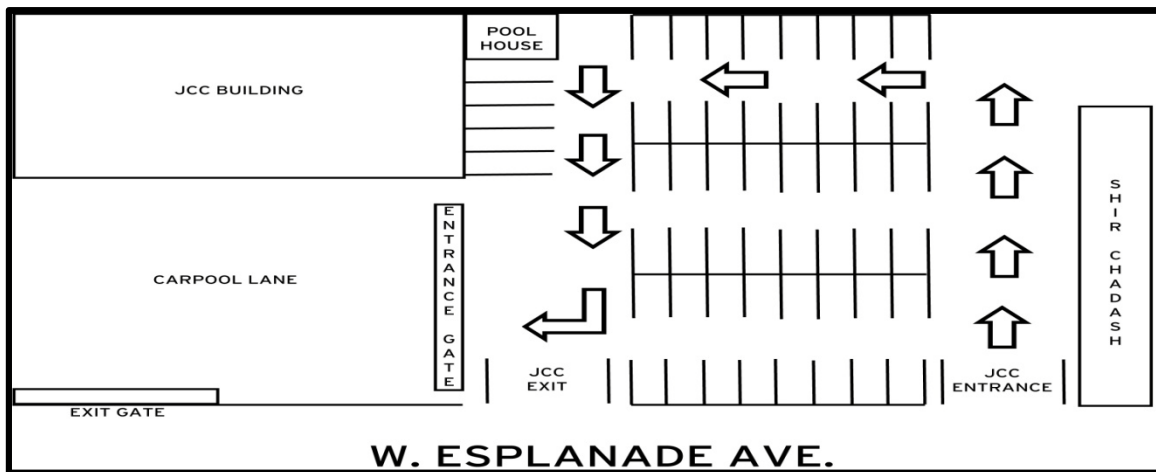 POOL
HOUSE
JCC BUILDING
ENTRANCE GATE
SHIR CHADASH
CARPOOL LANE
JCC
EXIT
JCC
ENTRANCE
EXIT GATE
W. ESPLANADE AVE.